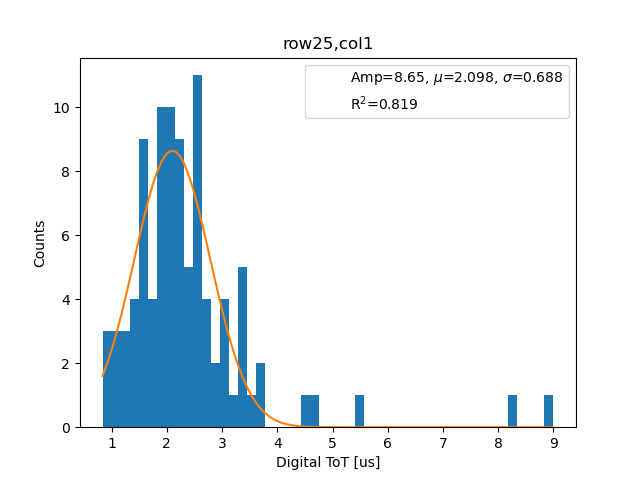 row25,col1
Amp=8.65, μ=2.098, σ=0.688
R²=0.819
Counts
10
8
6
4
2
0
1 2 3 4 5 6 7 8 9
Digital ToT [us]